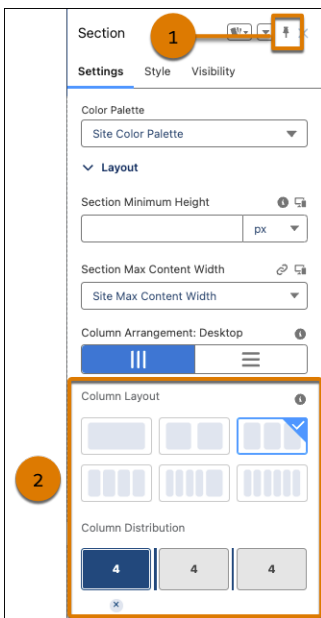 Section
1
Settings Style Visibility
Color Palette
Site Color Palette
Layout
Section Minimum Height
px
Section Max Content Width
Site Max Content Width
Column Arrangement: Desktop
Column Layout
2
Column Distribution
4 4 4